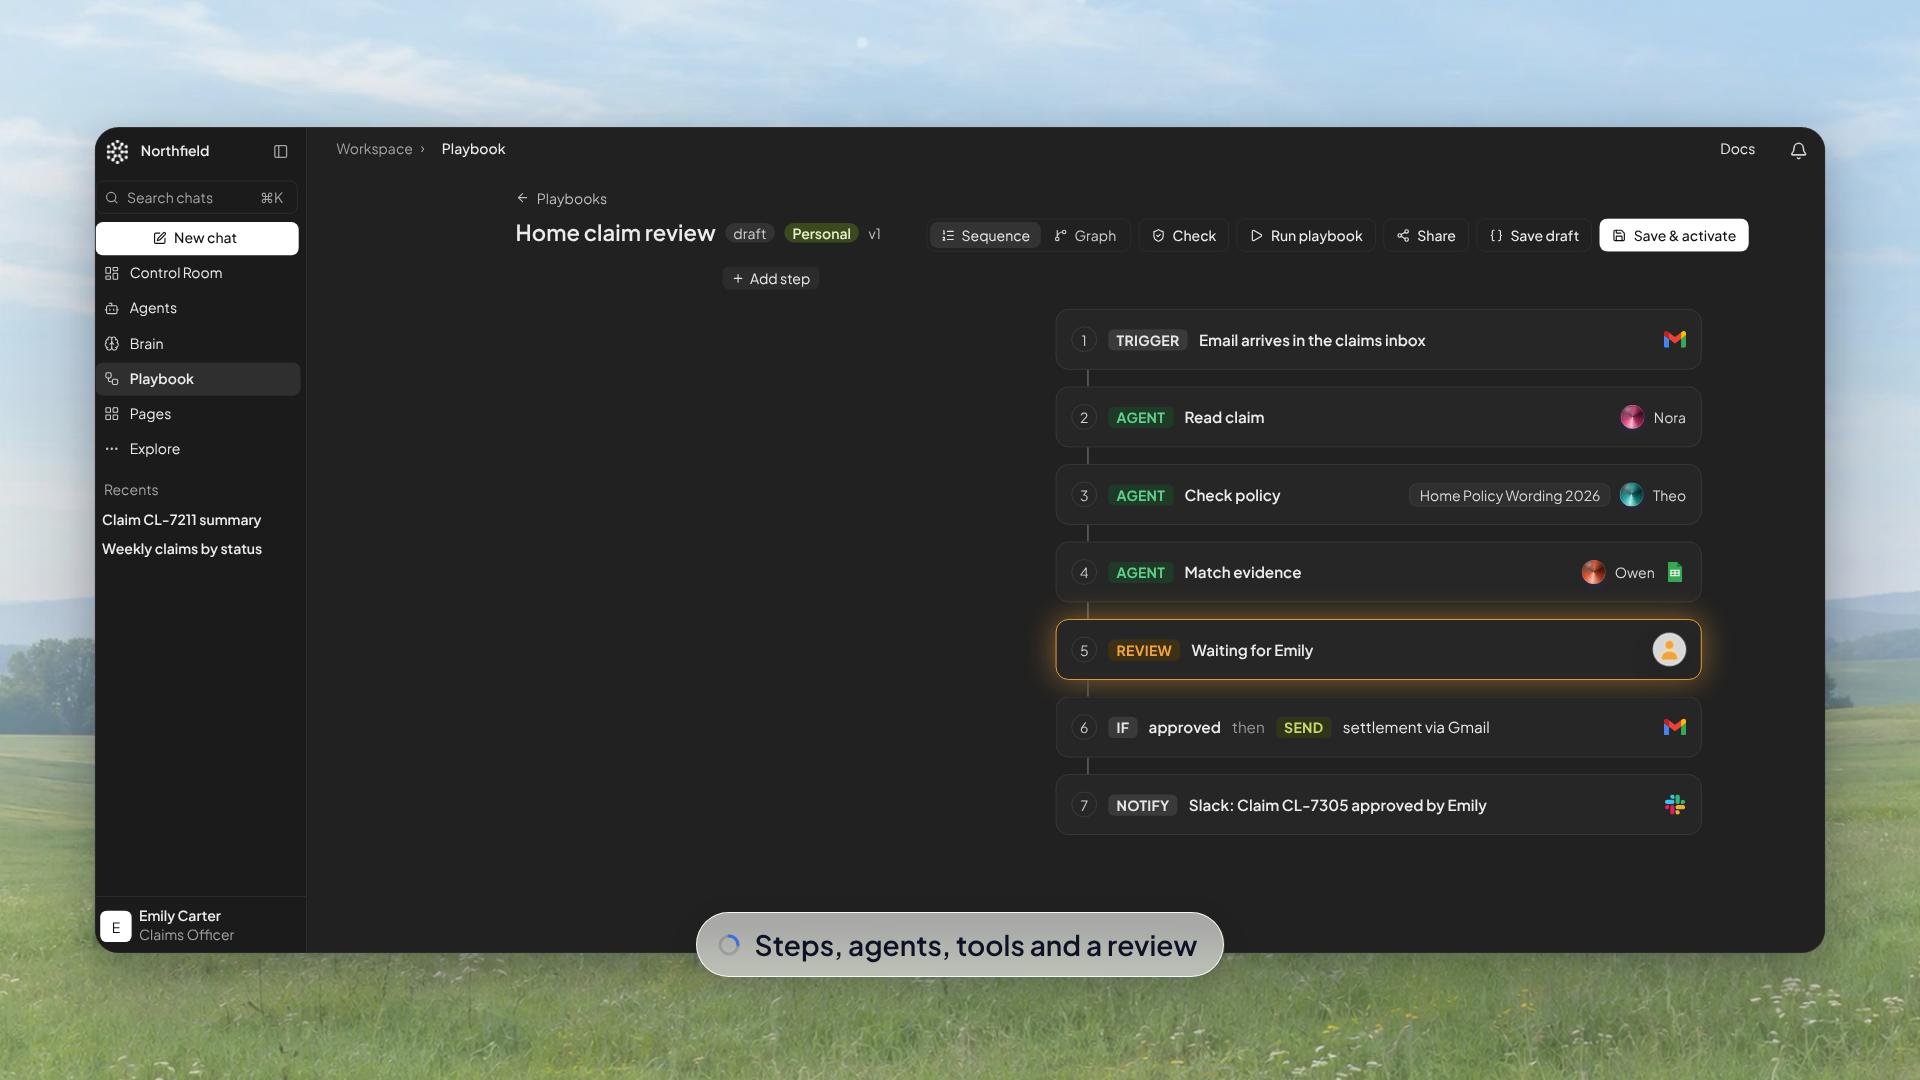 Northfield
Search chats ⌘K
New chat
Control Room
Agents
Brain
Playbook
Pages
Explore
Recents
Claim CL-7211 summary
Weekly claims by status
Emily Carter
Claims Officer
E
Workspace › Playbook
Docs
← Playbooks
Home claim review draft Personal v1
Sequence Graph Check Run playbook Share Save draft Save & activate
+ Add step
1 TRIGGER Email arrives in the claims inbox
2 AGENT Read claim Nora
3 AGENT Check policy Home Policy Wording 2026 Theo
4 AGENT Match evidence Owen
5 REVIEW Waiting for Emily
6 IF approved then SEND settlement via Gmail
7 NOTIFY Slack: Claim CL-7305 approved by Emily
Steps, agents, tools and a review